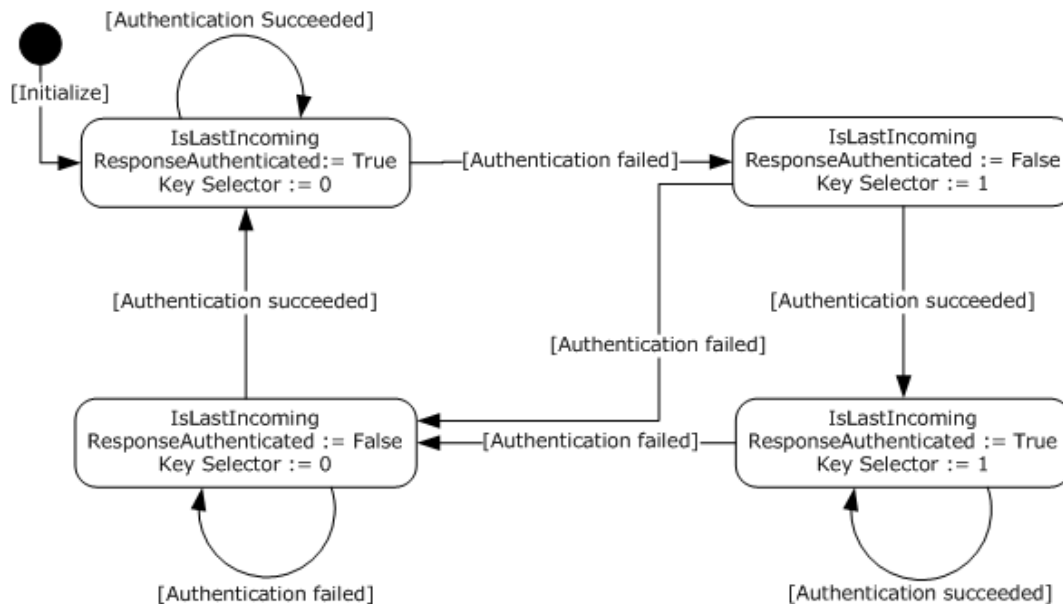 [Authentication Succeeded]
[Initialize]
IsLastIncoming
ResponseAuthenticated:= True
Key Selector := 0
[Authentication failed]
IsLastIncoming
ResponseAuthenticated := False
Key Selector := 1
[Authentication succeeded]
[Authentication succeeded]
[Authentication failed]
IsLastIncoming
ResponseAuthenticated := False
Key Selector := 0
[Authentication failed]
IsLastIncoming
ResponseAuthenticated := True
Key Selector := 1
[Authentication failed]
[Authentication succeeded]